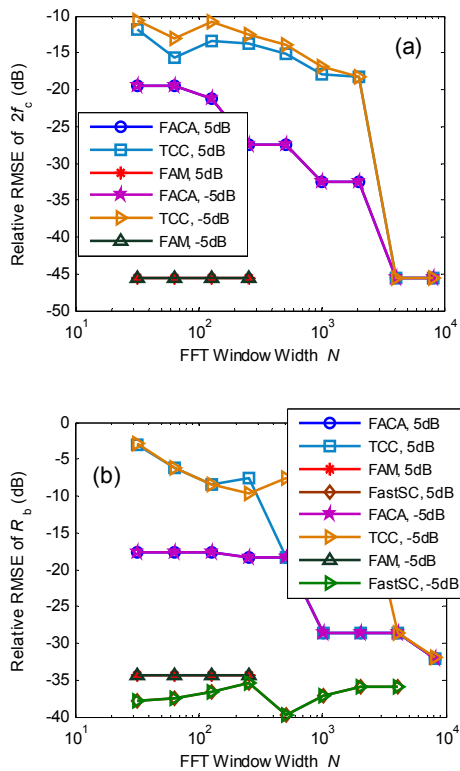 -10
-15
-20
-25
-30
-35
-40
-45
-50
Relative RMSE of 2f_c (dB)
(a)
FACA, 5dB
TCC, 5dB
FAM, 5dB
FACA, -5dB
TCC, -5dB
FAM, -5dB
10^1
10^2
10^3
10^4
FFT Window Width N
0
-5
-10
-15
-20
-25
-30
-35
-40
Relative RMSE of R_b (dB)
(b)
FACA, 5dB
TCC, 5dB
FAM, 5dB
FastSC, 5dB
FACA, -5dB
TCC, -5dB
FAM, -5dB
FastSC, -5dB
10^1
10^2
10^3
10^4
FFT Window Width N